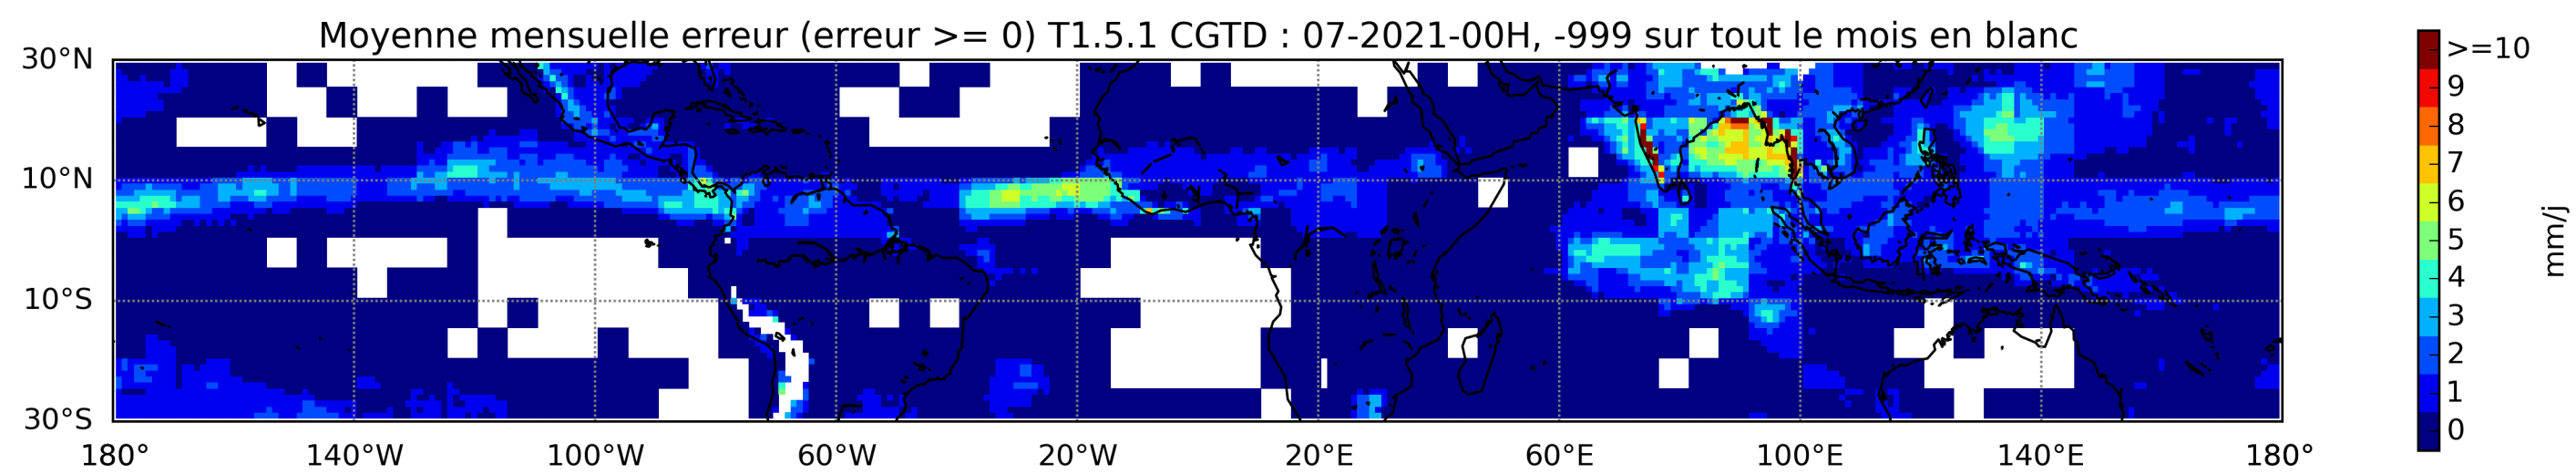 Moyenne mensuelle erreur (erreur >= 0) T1.5.1 CGTD : 07-2021-00H, -999 sur tout le mois en blanc
30°N
10°N
10°S
30°S
180° 140°W 100°W 60°W 20°W 20°E 60°E 100°E 140°E 180°
>=10
9
8
7
6
5
4
3
2
1
0
mm/j